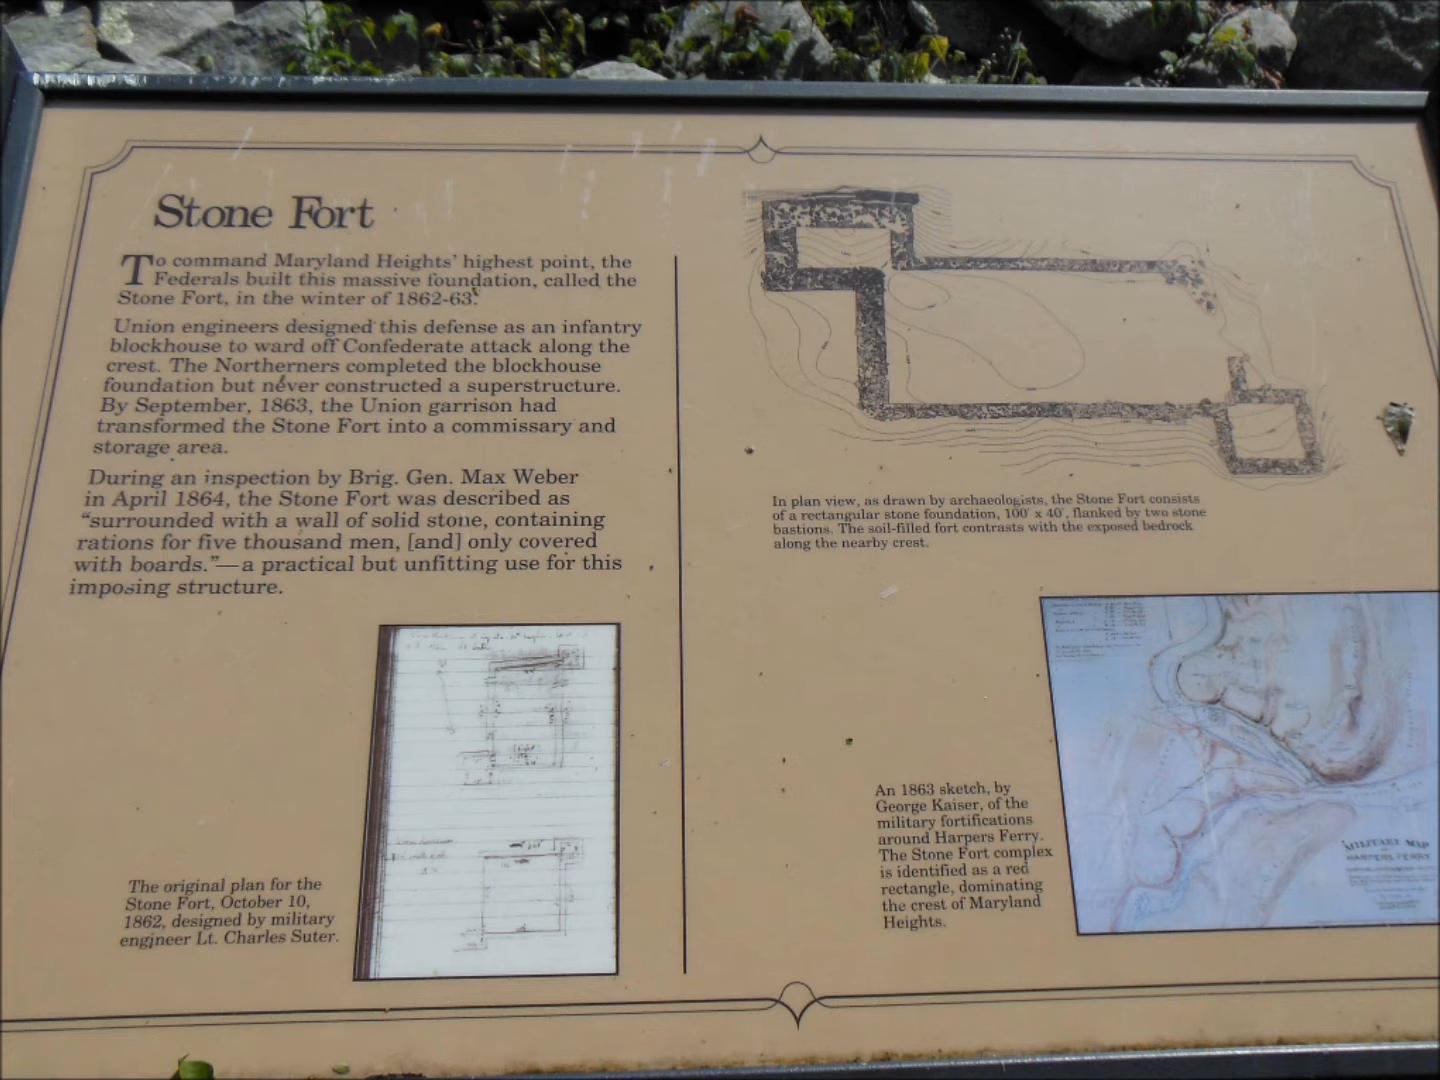 Stone Fort
To command Maryland Heights' highest point, the
Federals built this massive foundation, called the
Stone Fort, in the winter of 1862-63.
Union engineers designed this defense as an infantry
blockhouse to ward off Confederate attack along the
crest. The Northerners completed the blockhouse
foundation but never constructed a superstructure.
By September, 1863, the Union garrison had
transformed the Stone Fort into a commissary and
storage area.
During an inspection by Brig. Gen. Max Weber
in April 1864, the Stone Fort was described as
“surrounded with a wall of solid stone, containing
rations for five thousand men, [and] only covered
with boards.”—a practical but unfitting use for this
imposing structure.
The original plan for the
Stone Fort, October 10,
1862, designed by military
engineer Lt. Charles Suter.
In plan view, as drawn by archaeologists, the Stone Fort consists
of a rectangular stone foundation, 100' x 40', flanked by two stone
bastions. The soil-filled fort contrasts with the exposed bedrock
along the nearby crest.
An 1863 sketch, by
George Kaiser, of the
military fortifications
around Harpers Ferry.
The Stone Fort complex
is identified as a red
rectangle, dominating
the crest of Maryland
Heights.
MILITARY MAP
HARPERS FERRY